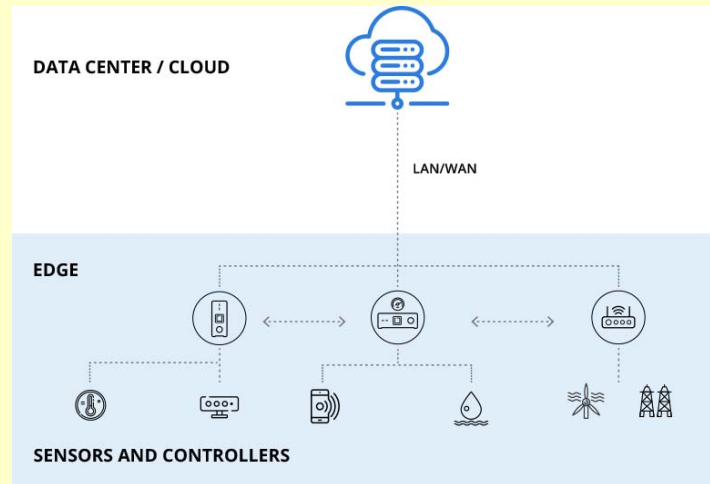 DATA CENTER / CLOUD
LAN/WAN
EDGE
SENSORS AND CONTROLLERS